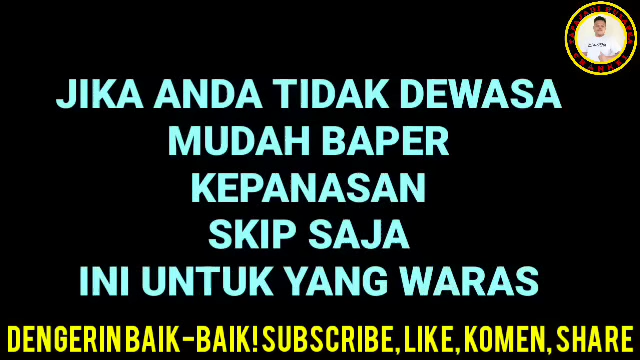 JIKA ANDA TIDAK DEWASA
MUDAH BAPER
KEPANASAN
SKIP SAJA
INI UNTUK YANG WARAS
DENGERIN BAIK-BAIK! SUBSCRIBE, LIKE, KOMEN, SHARE